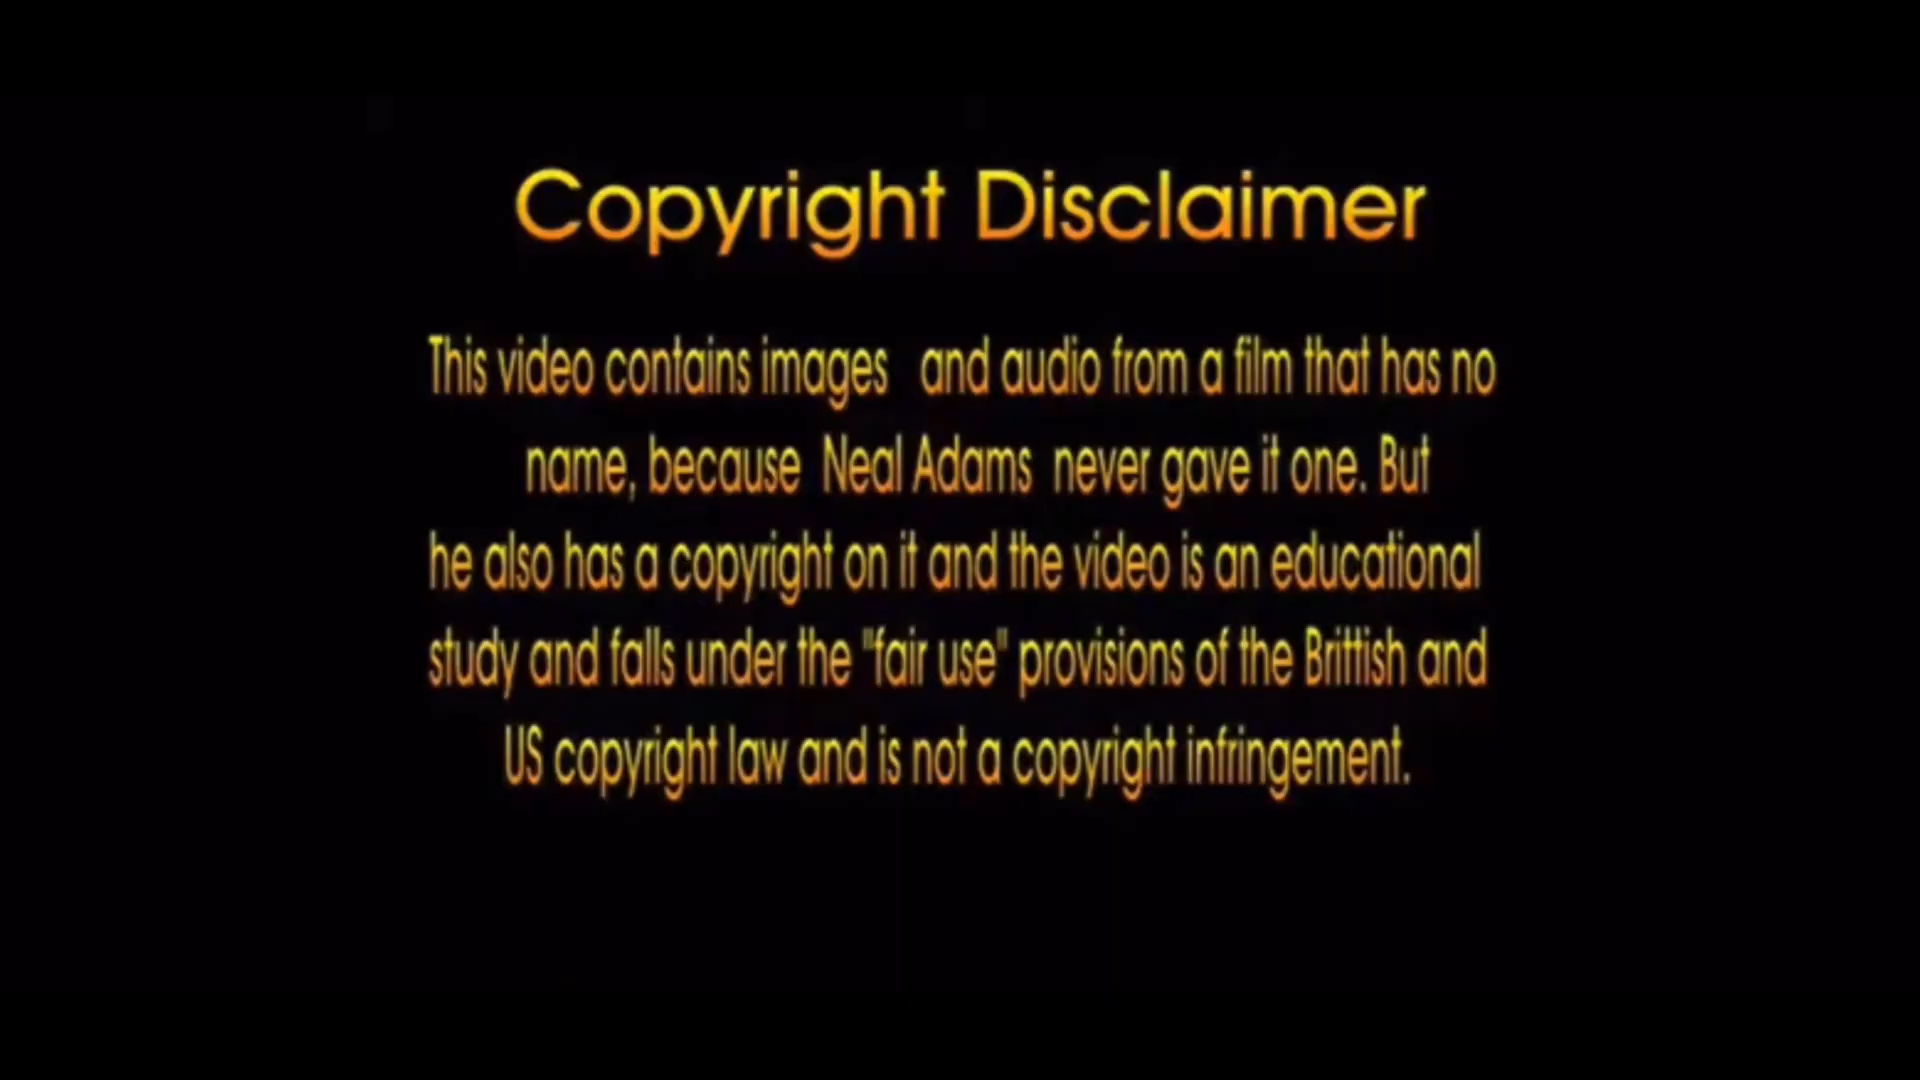 Copyright Disclaimer
This video contains images and audio from a film that has no
name, because Neal Adams never gave it one. But
he also has a copyright on it and the video is an educational
study and falls under the "fair use" provisions of the Brittish and
US copyright law and is not a copyright infringement.